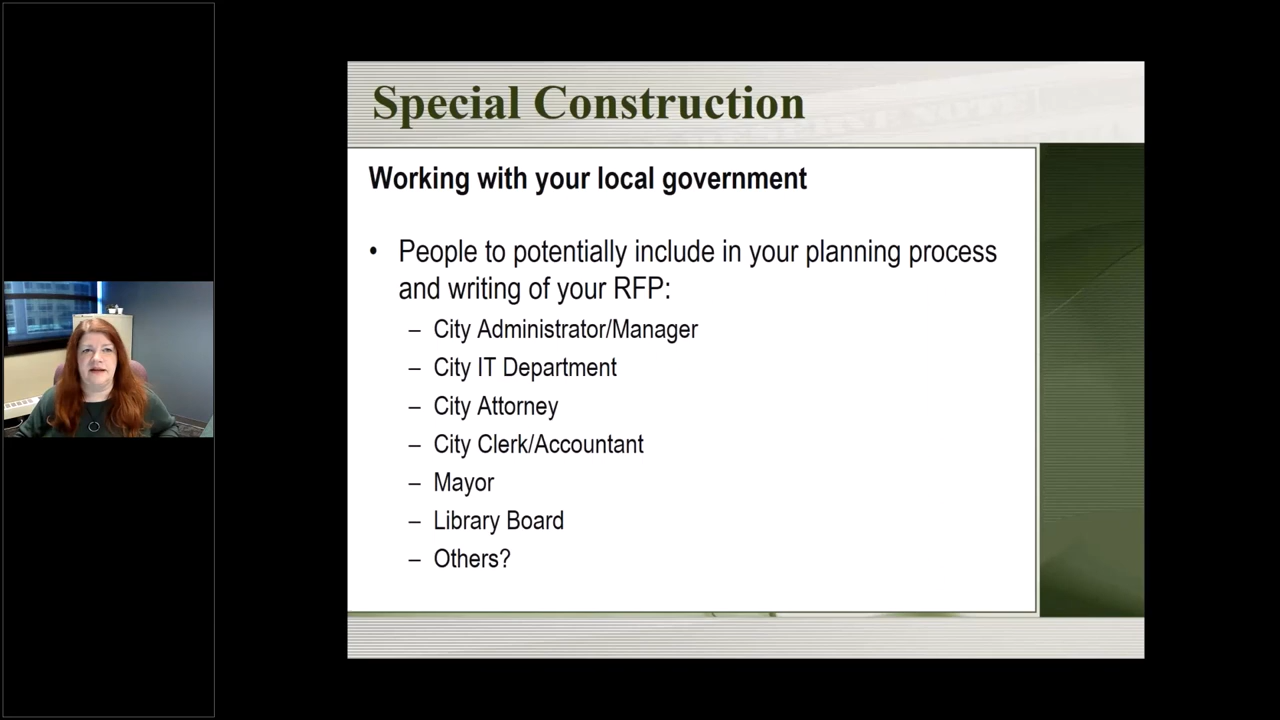 Special Construction
Working with your local government
• People to potentially include in your planning process
and writing of your RFP:
– City Administrator/Manager
– City IT Department
– City Attorney
– City Clerk/Accountant
– Mayor
– Library Board
– Others?